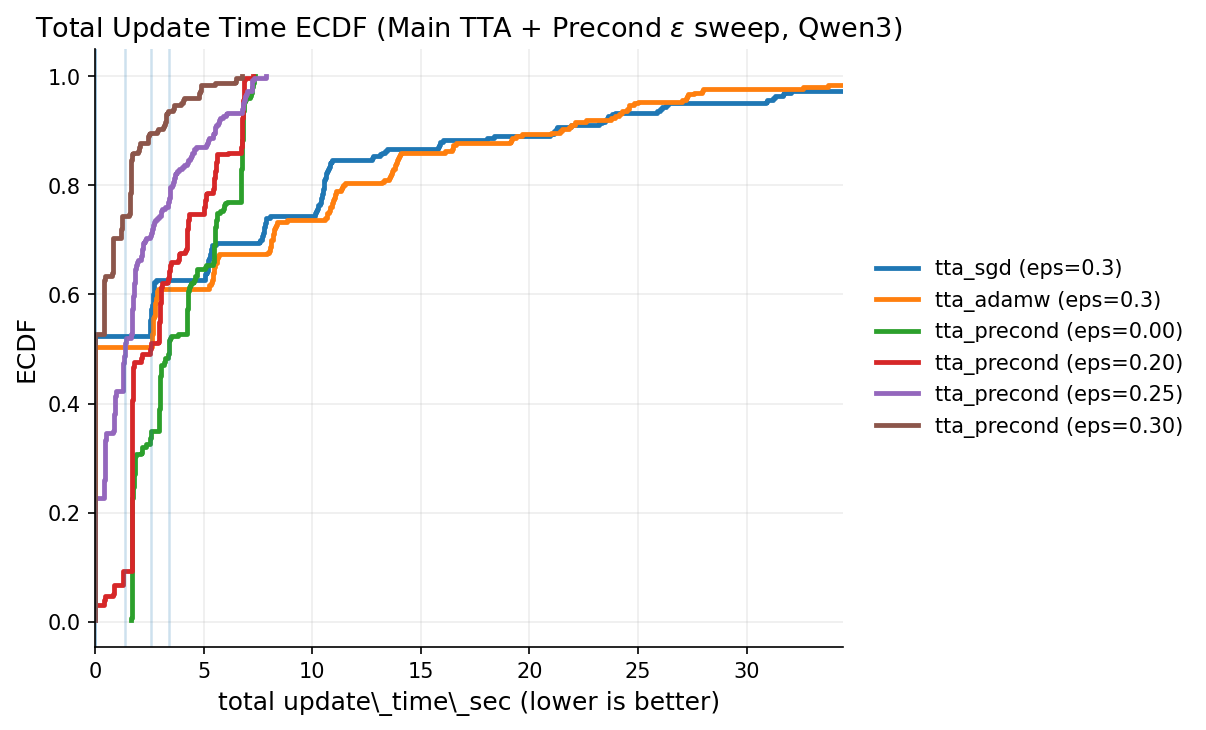 Total Update Time ECDF (Main TTA + Precond ε sweep, Qwen3)
ECDF
1.0
0.8
0.6
0.4
0.2
0.0
0 5 10 15 20 25 30
total update\_time\_sec (lower is better)
tta_sgd (eps=0.3)
tta_adamw (eps=0.3)
tta_precond (eps=0.00)
tta_precond (eps=0.20)
tta_precond (eps=0.25)
tta_precond (eps=0.30)